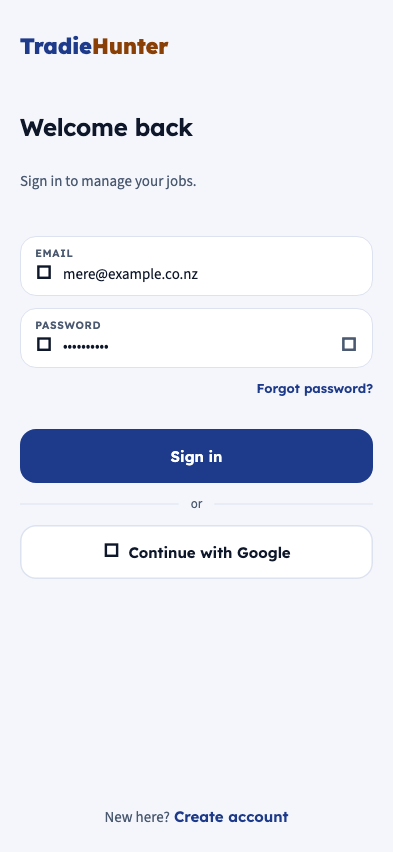 TradieHunter
Welcome back
Sign in to manage your jobs.
EMAIL
mere@example.co.nz
PASSWORD
••••••••••
Forgot password?
Sign in
or
Continue with Google
New here? Create account